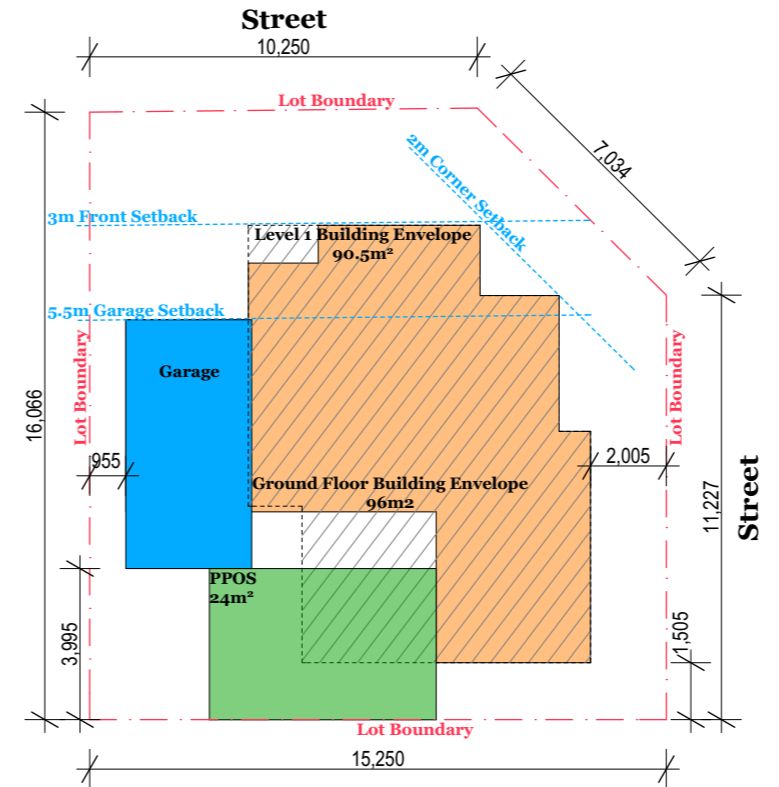 Street
10,250
Lot Boundary
7,034
2m Corner Setback
3m Front Setback
Level 1 Building Envelope
90.5m²
5.5m Garage Setback
Garage
Lot Boundary
Lot Boundary
16,066
955
2,005
Ground Floor Building Envelope
96m2
11,227
Street
PPOS
24m²
3,995
1,505
Lot Boundary
15,250